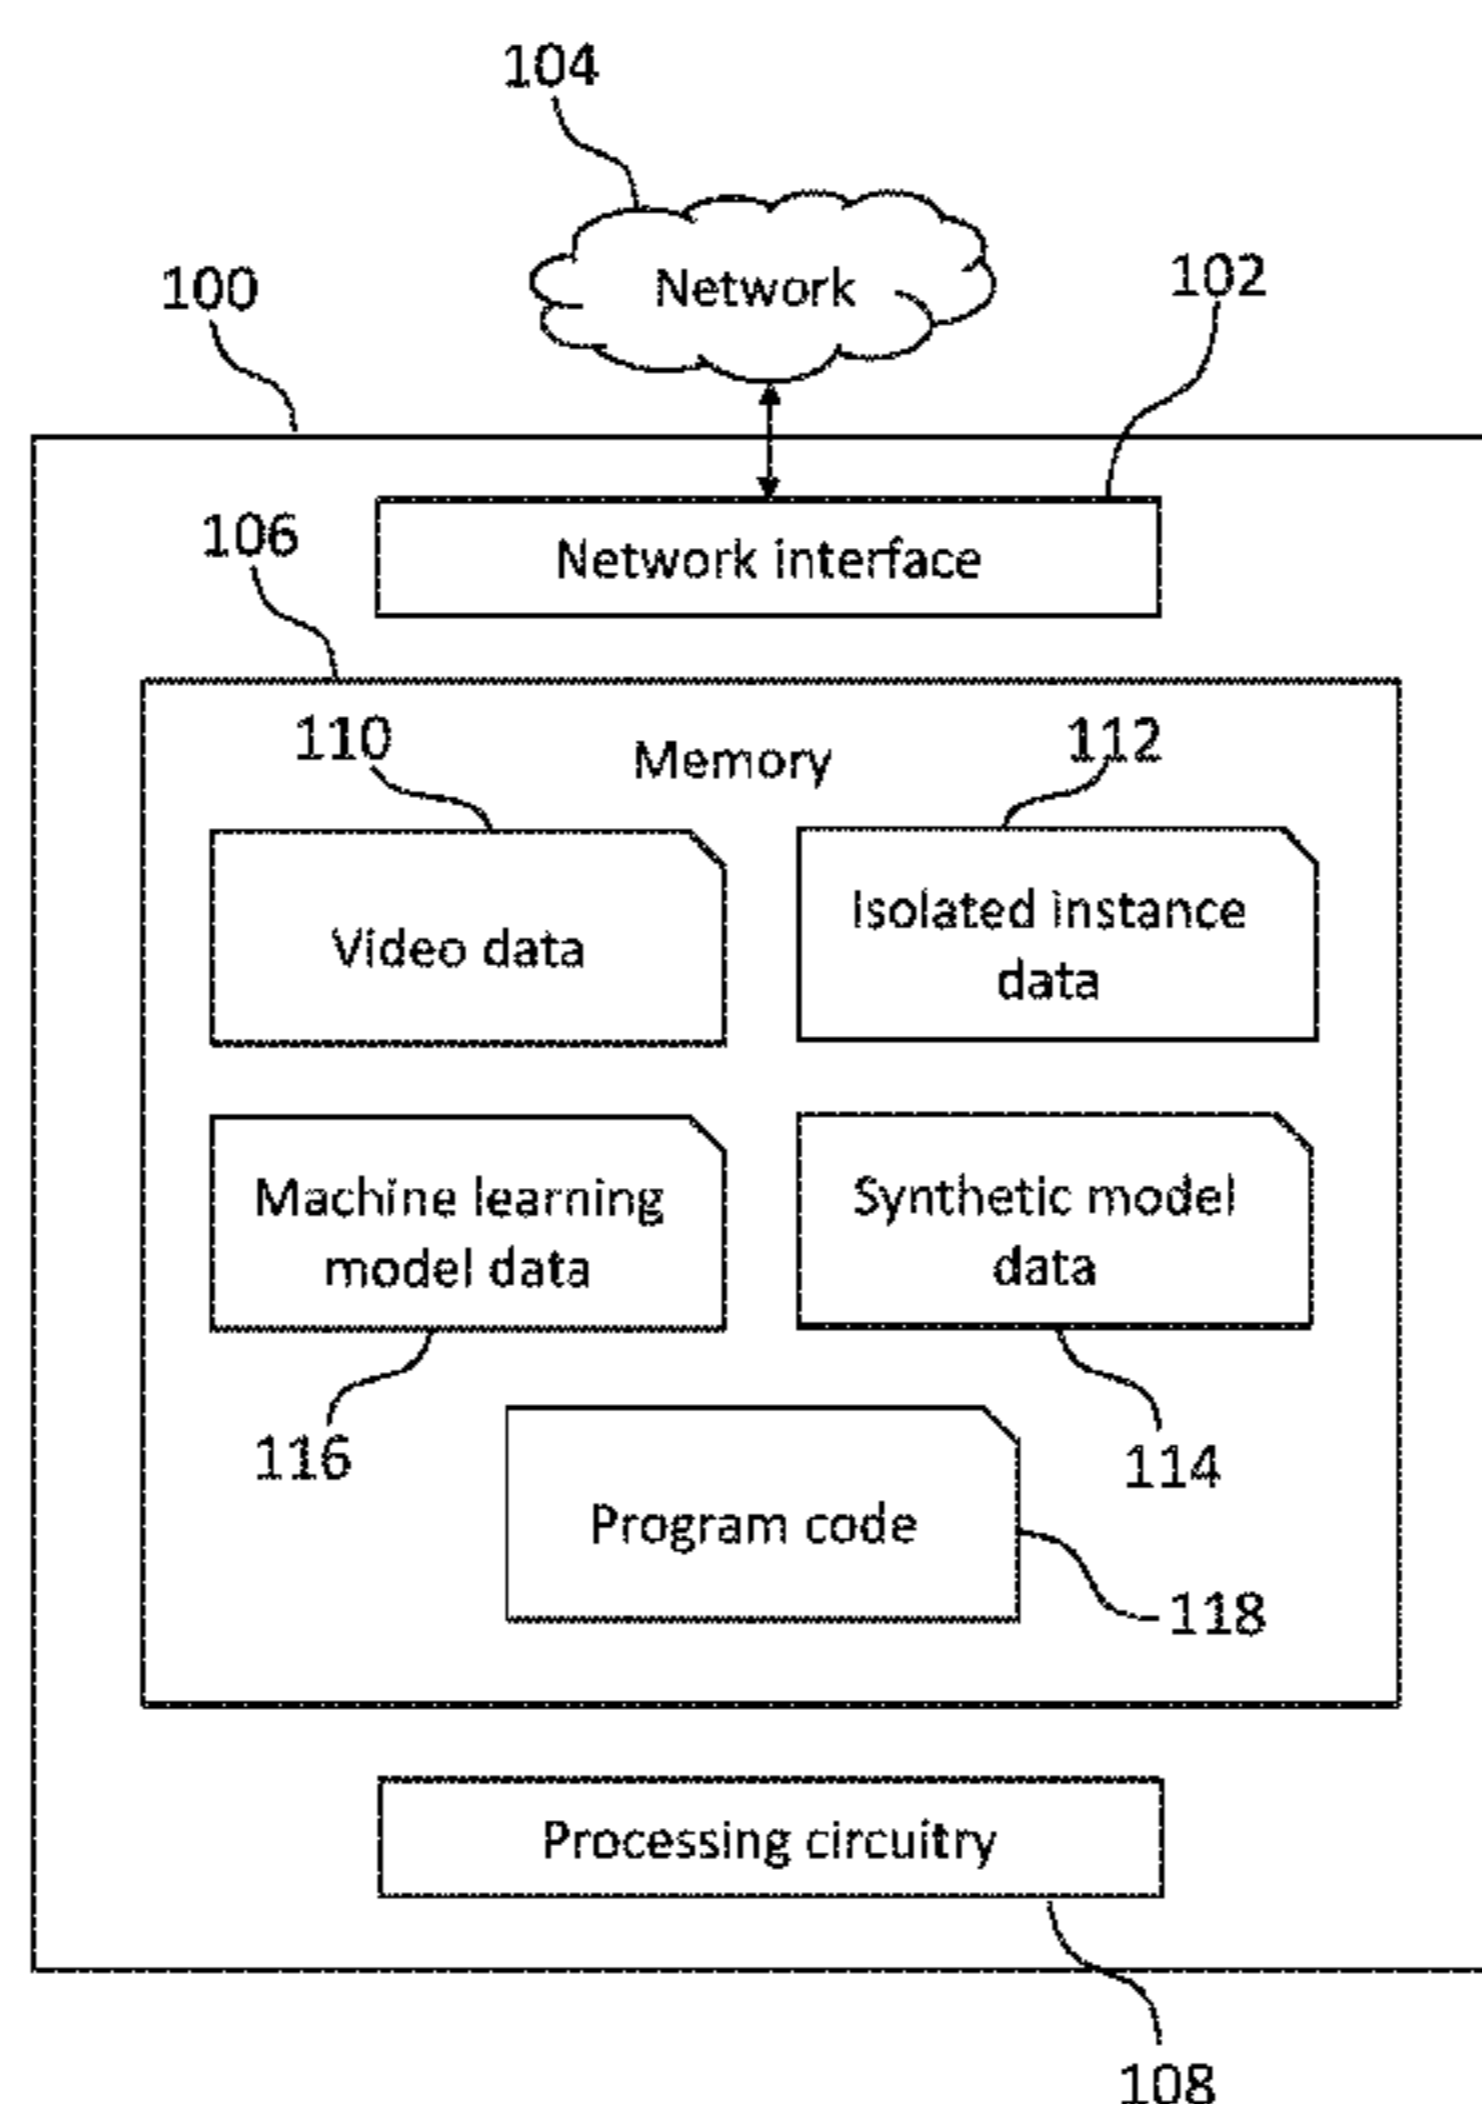 104
Network
100
102
Network interface
106
110
Memory
112
Video data
Isolated instance
data
Machine learning
model data
Synthetic model
data
116
114
Program code
118
Processing circuitry
108